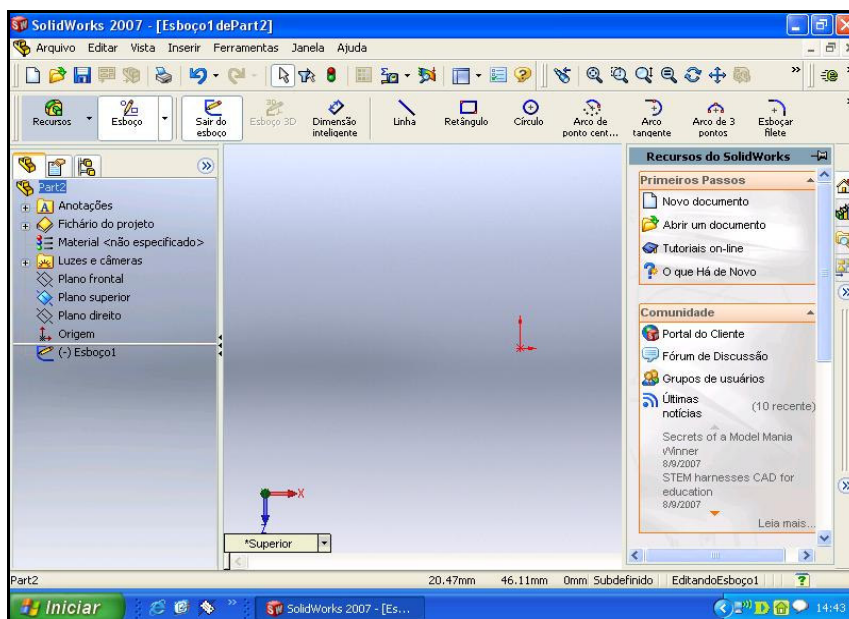 SolidWorks 2007 - [Esboço1dePart2]
Arquivo Editar Vista Inserir Ferramentas Janela Ajuda
Recursos
Esboço
Sair do esboço
Esboço 3D
Dimensão inteligente
Linha
Retângulo
Círculo
Arco de ponto cent...
Arco tangente
Arco de 3 pontos
Esboçar filete
Part2
Anotações
Fichário do projeto
Material <não especificado>
Luzes e câmeras
Plano frontal
Plano superior
Plano direito
Origem
(-) Esboço1
X
Z
*Superior
Recursos do SolidWorks
Primeiros Passos
Novo documento
Abrir um documento
Tutoriais on-line
O que Há de Novo
Comunidade
Portal do Cliente
Fórum de Discussão
Grupos de usuários
Últimas notícias (10 recente)
Secrets of a Model Mania
Winner
8/9/2007
STEM harnesses CAD for
education
8/9/2007
Leia mais...
Part2 20.47mm 46.11mm 0mm Subdefinido EditandoEsboço1
Iniciar SolidWorks 2007 - [Es... 14:43